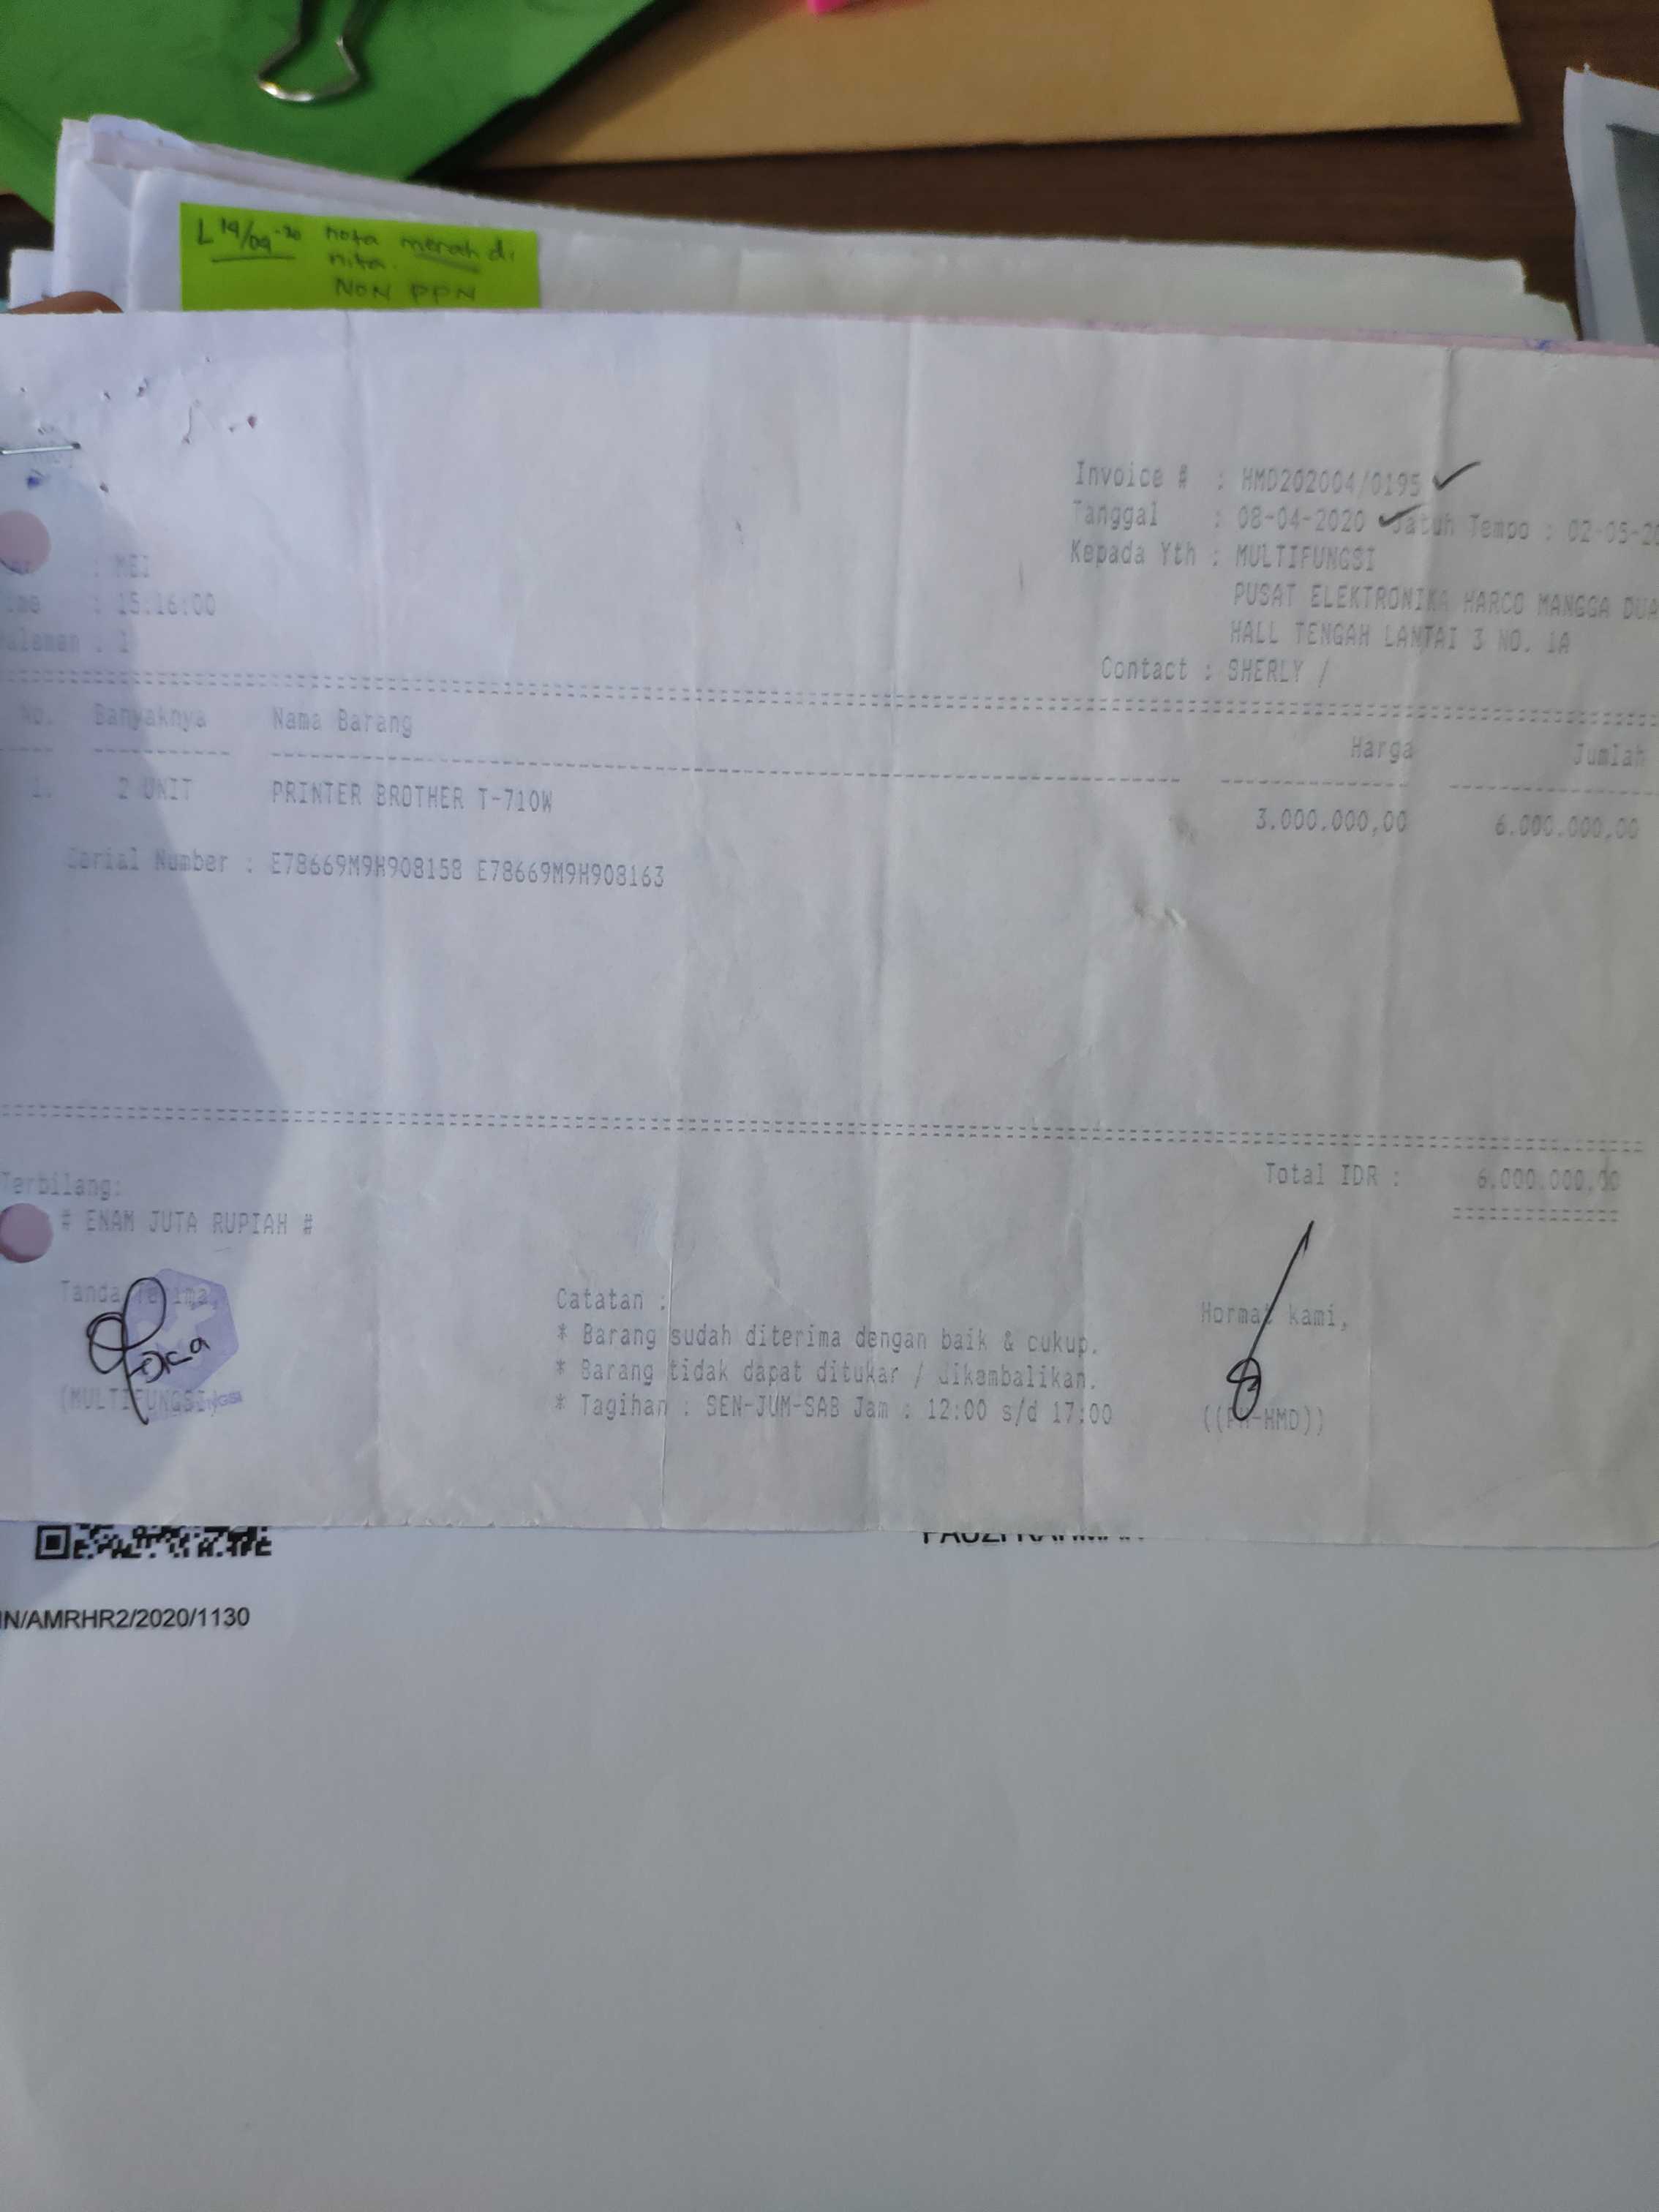 L 14/09-20 nota merah di
nita.
NON PPN
Invoice # : HMD202004/0195
Tanggal : 08-04-2020 Jatuh Tempo : 02-05-20
Kepada Yth : MULTIFUNGSI
PUSAT ELEKTRONIKA HARCO MANGGA DUA
HALL TENGAH LANTAI 3 NO. 1A
Contact : SHERLY /
: MEI
: 15:16:00
Halaman : 1
No. Banyaknya Nama Barang Harga Jumlah
1. 2 UNIT PRINTER BROTHER T-710W 3.000.000,00 6.000.000,00
Serial Number : E78669M9H908158 E78669M9H908163
Total IDR : 6.000.000,00
Terbilang:
# ENAM JUTA RUPIAH #
Tanda Terima,
(MULTIFUNGSI)
Catatan :
* Barang sudah diterima dengan baik & cukup.
* Barang tidak dapat ditukar / dikembalikan.
* Tagihan : SEN-JUM-SAB Jam : 12:00 s/d 17:00
Hormat kami,
((PM-HMD))
IN/AMRHR2/2020/1130